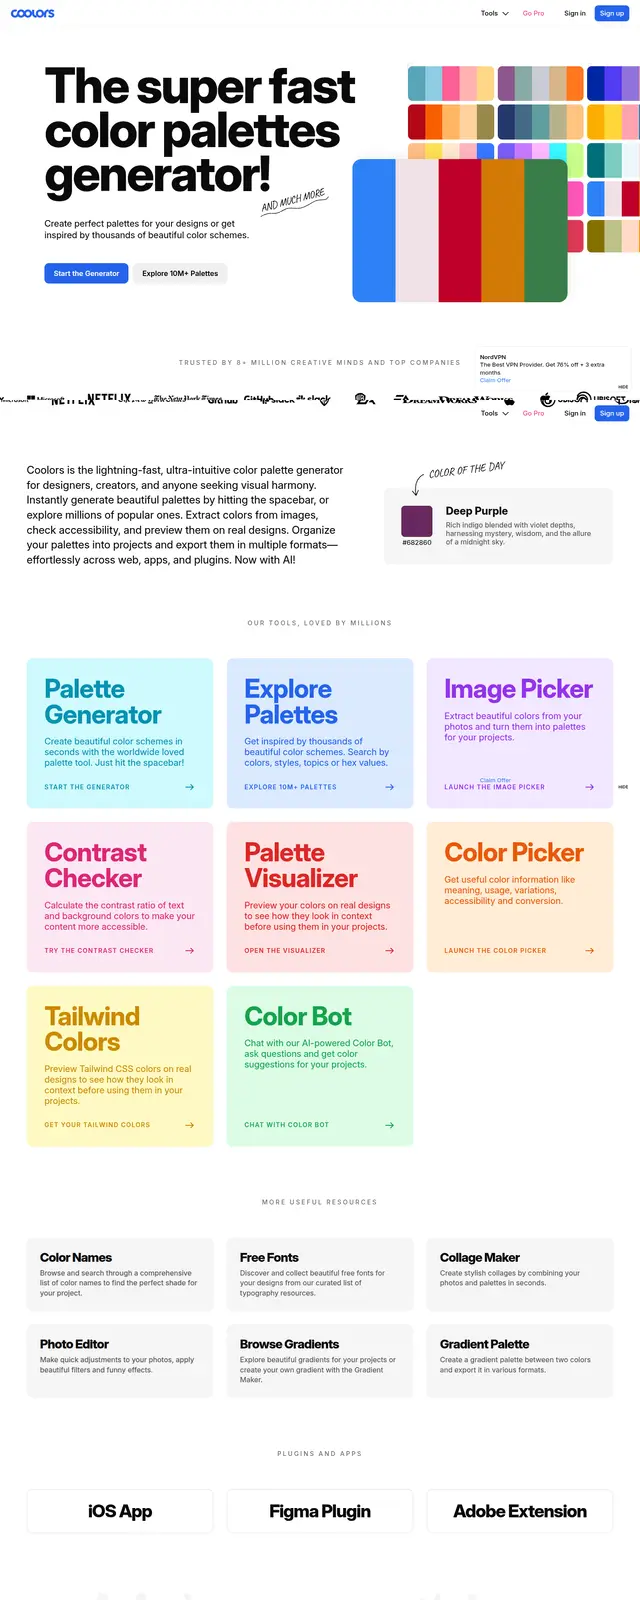 coolors
Tools
Go Pro
Sign in
Sign up
The super fast
color palettes
generator!
AND MUCH MORE
Create perfect palettes for your designs or get
inspired by thousands of beautiful color schemes.
Start the Generator
Explore 10M+ Palettes
TRUSTED BY 8+ MILLION CREATIVE MINDS AND TOP COMPANIES
NordVPN
The Best VPN Provider. Get 76% off + 3 extra
months.
Claim Offer
HIDE
Tools
Go Pro
Sign in
Sign up
Coolors is the lightning-fast, ultra-intuitive color palette generator
for designers, creators, and anyone seeking visual harmony.
Instantly generate beautiful palettes by hitting the spacebar, or
explore millions of popular ones. Extract colors from images,
check accessibility, and preview them on real designs. Organize
your palettes into projects and export them in multiple formats—
effortlessly across web, apps, and plugins. Now with AI!
COLOR OF THE DAY
Deep Purple
Rich indigo blended with violet depths,
harnessing mystery, wisdom, and the allure
of a midnight sky.
#682860
OUR TOOLS, LOVED BY MILLIONS
Palette
Generator
Create beautiful color schemes in
seconds with the worldwide loved
palette tool. Just hit the spacebar!
START THE GENERATOR
Explore
Palettes
Get inspired by thousands of
beautiful color schemes. Search by
colors, styles, topics or hex values.
EXPLORE 10M+ PALETTES
Image Picker
Extract beautiful colors from your
photos and turn them into palettes
for your projects.
Claim Offer
LAUNCH THE IMAGE PICKER
HIDE
Contrast
Checker
Calculate the contrast ratio of text
and background colors to make your
content more accessible.
TRY THE CONTRAST CHECKER
Palette
Visualizer
Preview your colors on real designs
to see how they look in context
before using them in your projects.
OPEN THE VISUALIZER
Color Picker
Get useful color information like
meaning, usage, variations,
accessibility and conversion.
LAUNCH THE COLOR PICKER
Tailwind
Colors
Preview Tailwind CSS colors on real
designs to see how they look in
context before using them in your
projects.
GET YOUR TAILWIND COLORS
Color Bot
Chat with our AI-powered Color Bot,
ask questions and get color
suggestions for your projects.
CHAT WITH COLOR BOT
MORE USEFUL RESOURCES
Color Names
Browse and search through a comprehensive
list of color names to find the perfect shade for
your project.
Free Fonts
Discover and collect beautiful free fonts for
your designs from our curated list of
typography resources.
Collage Maker
Create stylish collages by combining your
photos and palettes in seconds.
Photo Editor
Make quick adjustments to your photos, apply
beautiful filters and funny effects.
Browse Gradients
Explore beautiful gradients for your projects or
create your own gradient with the Gradient
Maker.
Gradient Palette
Create a gradient palette between two colors
and export it in various formats.
PLUGINS AND APPS
iOS App
Figma Plugin
Adobe Extension